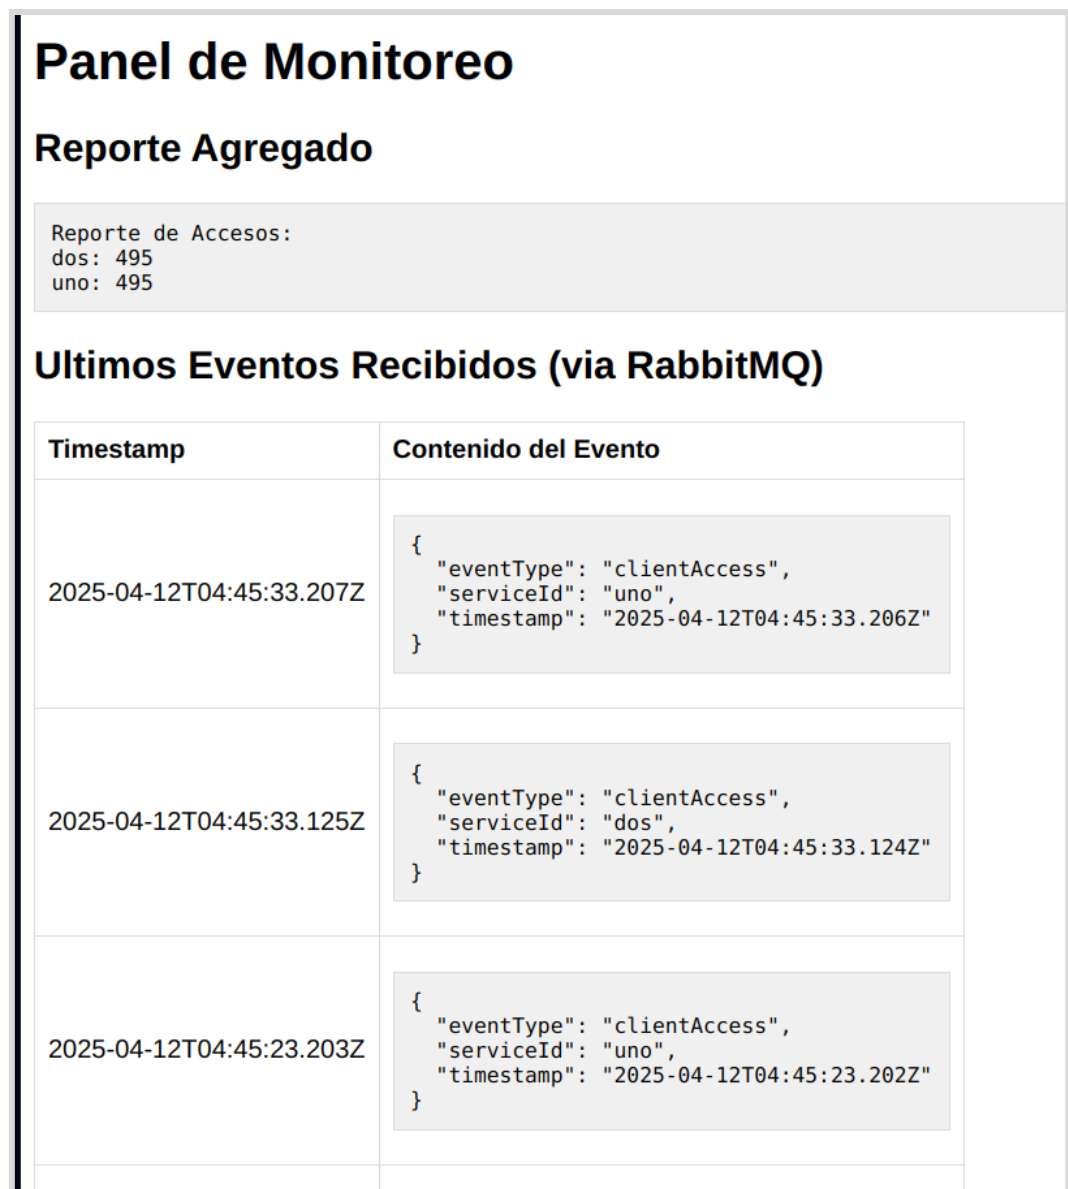 Panel de Monitoreo
Reporte Agregado
Reporte de Accesos:
dos: 495
uno: 495
Ultimos Eventos Recibidos (via RabbitMQ)
Timestamp Contenido del Evento
2025-04-12T04:45:33.207Z
{
  "eventType": "clientAccess",
  "serviceId": "uno",
  "timestamp": "2025-04-12T04:45:33.206Z"
}
2025-04-12T04:45:33.125Z
{
  "eventType": "clientAccess",
  "serviceId": "dos",
  "timestamp": "2025-04-12T04:45:33.124Z"
}
2025-04-12T04:45:23.203Z
{
  "eventType": "clientAccess",
  "serviceId": "uno",
  "timestamp": "2025-04-12T04:45:23.202Z"
}